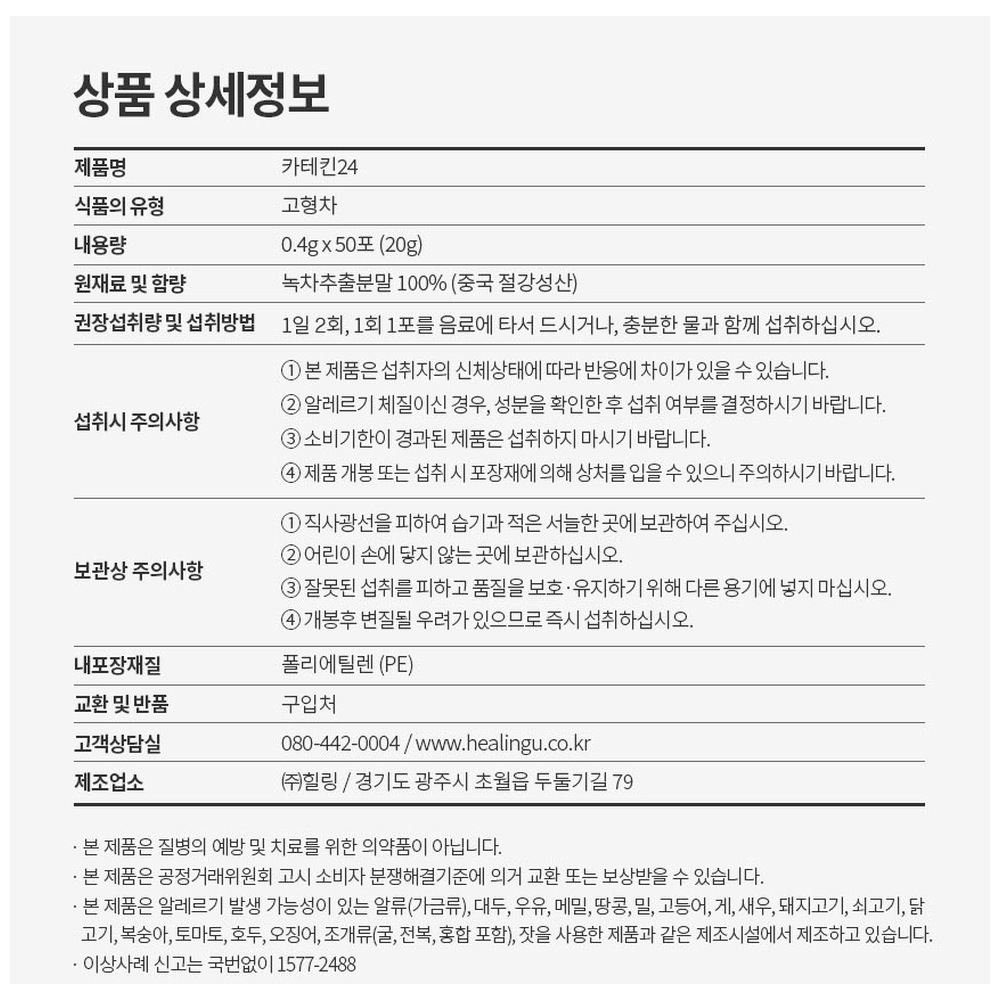 상품 상세정보
제품명 카테킨24
식품의 유형 고형차
내용량 0.4g x 50포 (20g)
원재료 및 함량 녹차추출분말 100% (중국 절강성산)
권장섭취량 및 섭취방법 1일 2회, 1회 1포를 음료에 타서 드시거나, 충분한 물과 함께 섭취하십시오.
섭취시 주의사항
① 본 제품은 섭취자의 신체상태에 따라 반응에 차이가 있을 수 있습니다.
② 알레르기 체질이신 경우, 성분을 확인한 후 섭취 여부를 결정하시기 바랍니다.
③ 소비기한이 경과된 제품은 섭취하지 마시기 바랍니다.
④ 제품 개봉 또는 섭취 시 포장재에 의해 상처를 입을 수 있으니 주의하시기 바랍니다.
보관상 주의사항
① 직사광선을 피하여 습기과 적은 서늘한 곳에 보관하여 주십시오.
② 어린이 손에 닿지 않는 곳에 보관하십시오.
③ 잘못된 섭취를 피하고 품질을 보호·유지하기 위해 다른 용기에 넣지 마십시오.
④ 개봉후 변질될 우려가 있으므로 즉시 섭취하십시오.
내포장재질 폴리에틸렌 (PE)
교환 및 반품 구입처
고객상담실 080-442-0004 / www.healingu.co.kr
제조업소 ㈜힐링 / 경기도 광주시 초월읍 두둘기길 79
· 본 제품은 질병의 예방 및 치료를 위한 의약품이 아닙니다.
· 본 제품은 공정거래위원회 고시 소비자 분쟁해결기준에 의거 교환 또는 보상받을 수 있습니다.
· 본 제품은 알레르기 발생 가능성이 있는 알류(가금류), 대두, 우유, 메밀, 땅콩, 밀, 고등어, 게, 새우, 돼지고기, 쇠고기, 닭
고기, 복숭아, 토마토, 호두, 오징어, 조개류(굴, 전복, 홍합 포함), 잣을 사용한 제품과 같은 제조시설에서 제조하고 있습니다.
· 이상사례 신고는 국번없이 1577-2488